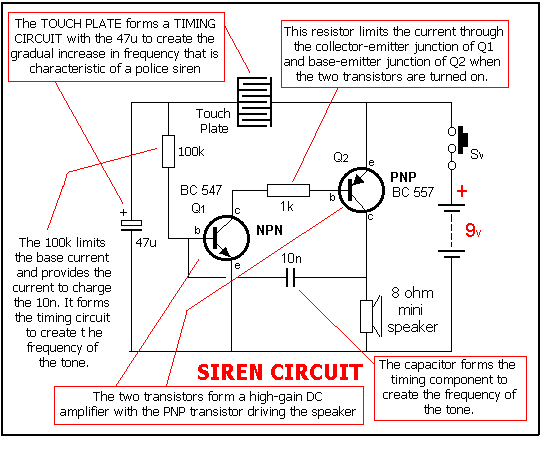 The TOUCH PLATE forms a TIMING
CIRCUIT with the 47u to create the
gradual increase in frequency that is
characteristic of a police siren
This resistor limits the current through
the collector-emitter junction of Q1
and base-emitter junction of Q2 when
the two transistors are turned on.
Touch
Plate
100k
Q2
e
PNP
BC 557
b
c
Sw
+
9v
BC 547
Q1
c
1k
b
NPN
e
+
47u
10n
8 ohm
mini
speaker
The 100k limits
the base current
and provides the
current to charge
the 10n. It forms
the timing circuit
to create t he
frequency of
the tone.
SIREN CIRCUIT
The capacitor forms the
timing component to
create the frequency of
the tone.
The two transistors form a high-gain DC
amplifier with the PNP transistor driving the speaker